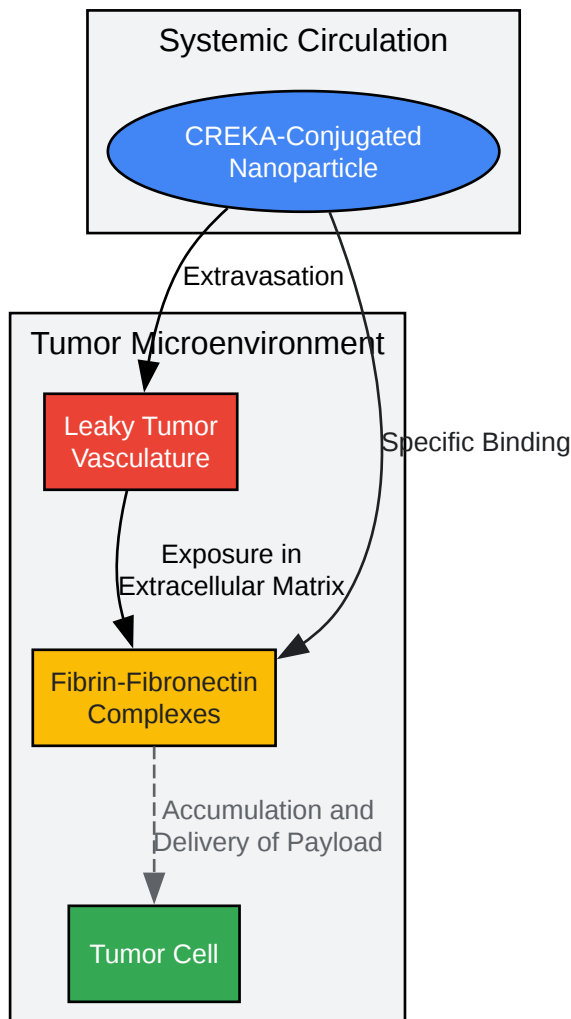 Systemic Circulation
CREKA-Conjugated
Nanoparticle
Extravasation
Tumor Microenvironment
Leaky Tumor
Vasculature
Specific Binding
Exposure in
Extracellular Matrix
Fibrin-Fibronectin
Complexes
Accumulation and
Delivery of Payload
Tumor Cell